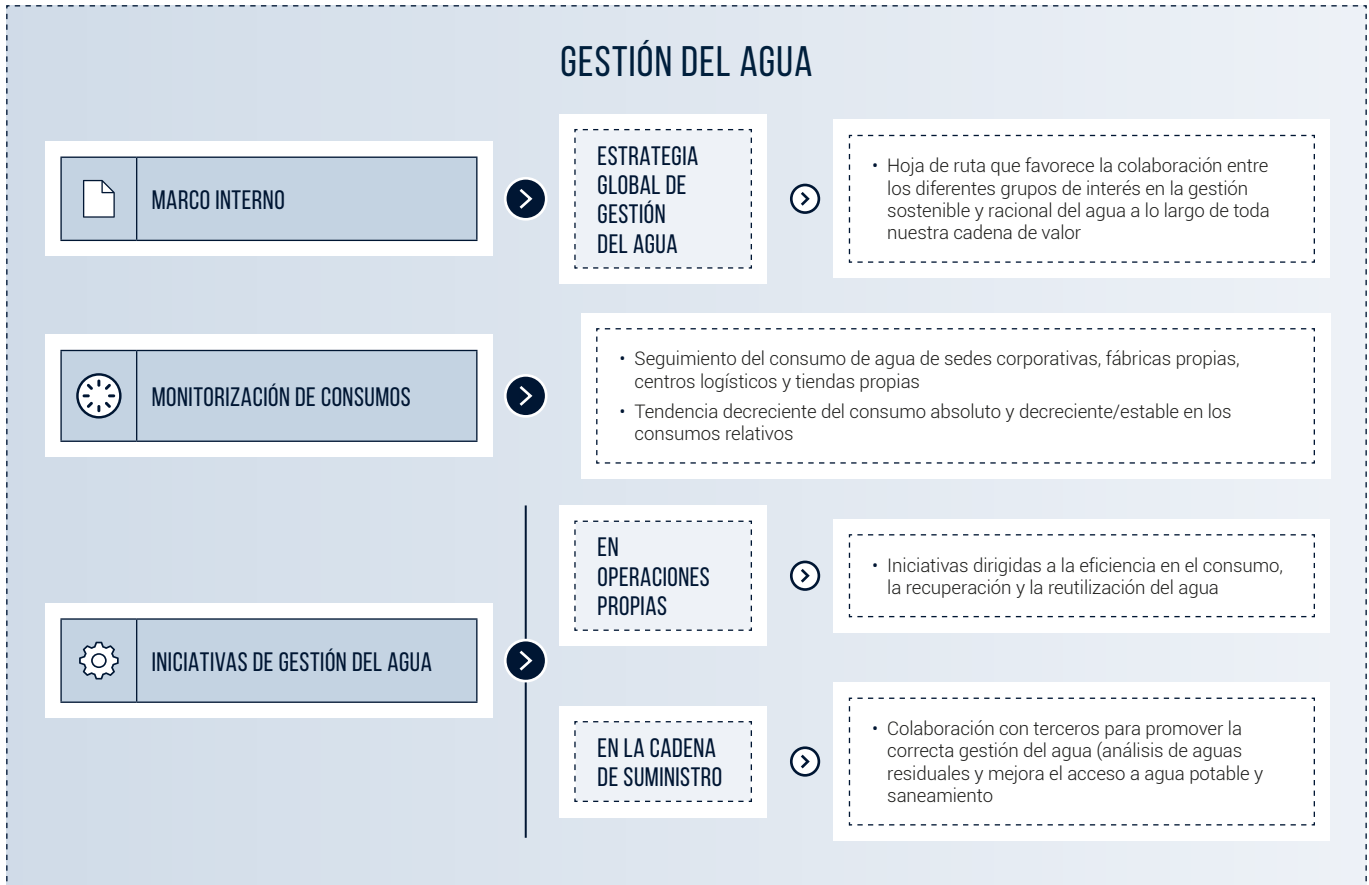 GESTIÓN DEL AGUA
MARCO INTERNO
ESTRATEGIA
GLOBAL DE
GESTIÓN
DEL AGUA
• Hoja de ruta que favorece la colaboración entre
los diferentes grupos de interés en la gestión
sostenible y racional del agua a lo largo de toda
nuestra cadena de valor
MONITORIZACIÓN DE CONSUMOS
• Seguimiento del consumo de agua de sedes corporativas, fábricas propias,
centros logísticos y tiendas propias
• Tendencia decreciente del consumo absoluto y decreciente/estable en los
consumos relativos
INICIATIVAS DE GESTIÓN DEL AGUA
EN
OPERACIONES
PROPIAS
• Iniciativas dirigidas a la eficiencia en el consumo,
la recuperación y la reutilización del agua
EN LA CADENA
DE SUMINISTRO
• Colaboración con terceros para promover la
correcta gestión del agua (análisis de aguas
residuales y mejora el acceso a agua potable y
saneamiento